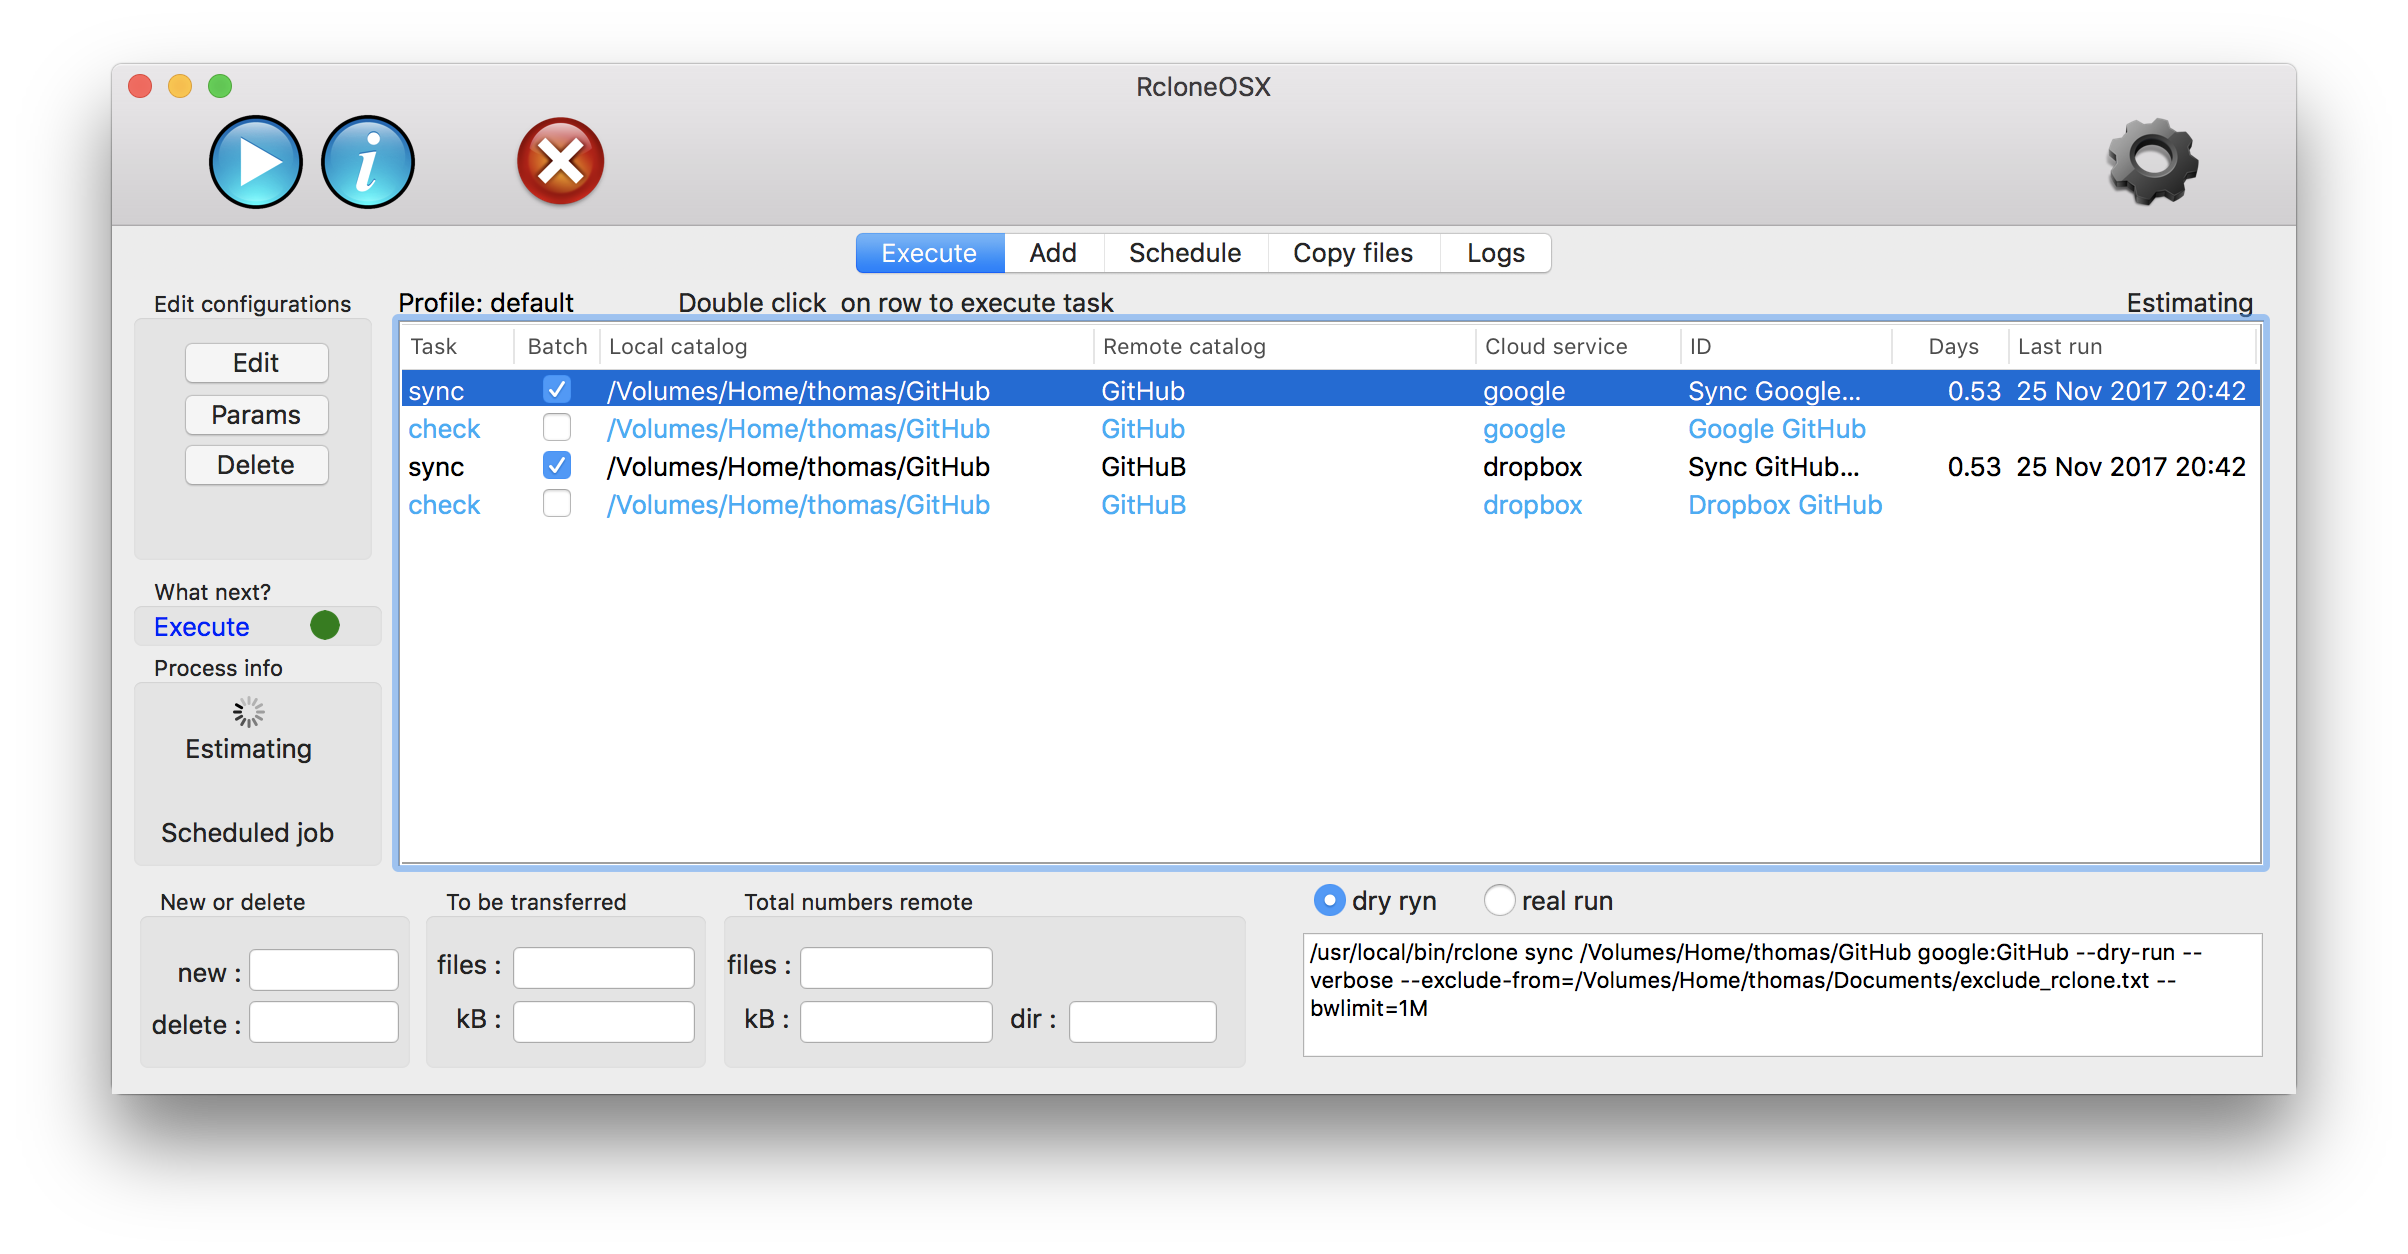 RcloneOSX
Execute Add Schedule Copy files Logs
Edit configurations
Profile: default Double click on row to execute task Estimating
Edit
Params
Delete
Task Batch Local catalog Remote catalog Cloud service ID Days Last run
sync /Volumes/Home/thomas/GitHub GitHub google Sync Google... 0.53 25 Nov 2017 20:42
check /Volumes/Home/thomas/GitHub GitHub google Google GitHub
sync /Volumes/Home/thomas/GitHub GitHuB dropbox Sync GitHub... 0.53 25 Nov 2017 20:42
check /Volumes/Home/thomas/GitHub GitHuB dropbox Dropbox GitHub
What next?
Execute
Process info
Estimating
Scheduled job
New or delete
new :
delete :
To be transferred
files :
kB :
Total numbers remote
files :
kB : dir :
dry ryn real run
/usr/local/bin/rclone sync /Volumes/Home/thomas/GitHub google:GitHub --dry-run --
verbose --exclude-from=/Volumes/Home/thomas/Documents/exclude_rclone.txt --
bwlimit=1M